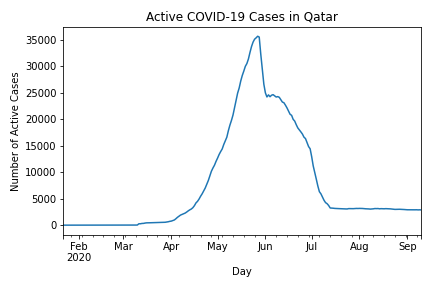 Active COVID-19 Cases in Qatar
35000
30000
25000
20000
15000
10000
5000
0
Number of Active Cases
Feb Mar Apr May Jun Jul Aug Sep
2020
Day